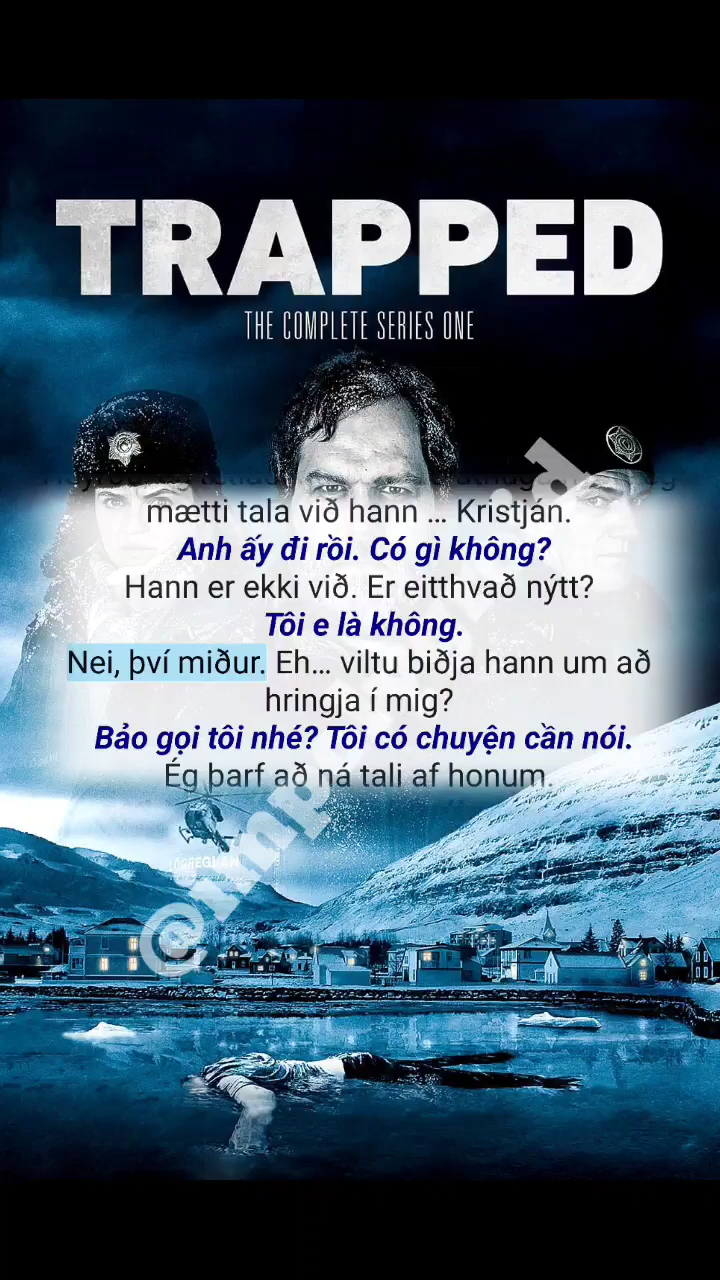 TRAPPED
THE COMPLETE SERIES ONE
mætti tala við hann … Kristján.
Anh ấy đi rồi. Có gì không?
Hann er ekki við. Er eitthvað nýtt?
Tôi e là không.
Nei, því miður. Eh… viltu biðja hann um að
hringja í mig?
Bảo gọi tôi nhé? Tôi có chuyện cần nói.
Ég þarf að ná tali af honum.